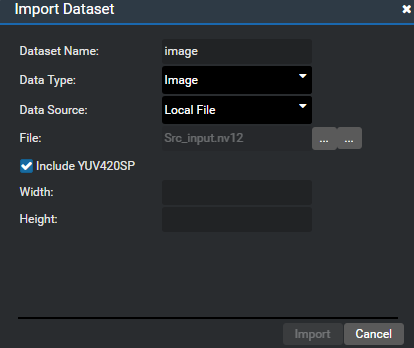 Import Dataset
Dataset Name: image
Data Type: Image
Data Source: Local File
File: Src_input.nv12 ... ...
Include YUV420SP
Width:
Height:
Import Cancel